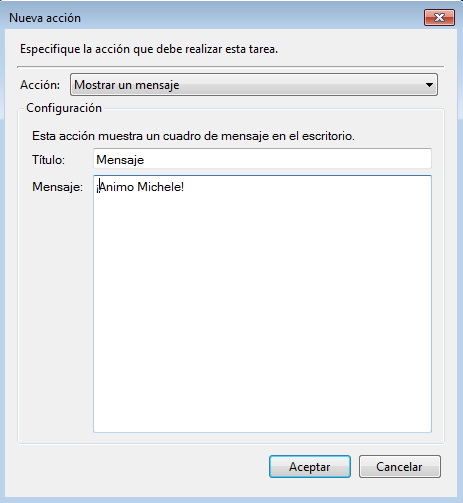 Nueva acción
Especifique la acción que debe realizar esta tarea.
Acción: Mostrar un mensaje
Configuración
Esta acción muestra un cuadro de mensaje en el escritorio.
Título: Mensaje
Mensaje: ¡Animo Michele!
Aceptar Cancelar